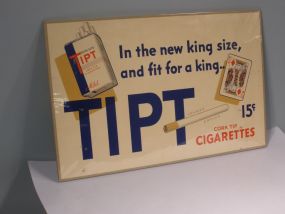 In the new king size,
and fit for a king...
TIPT
TIPT
15¢
CORK TIP
CIGARETTES